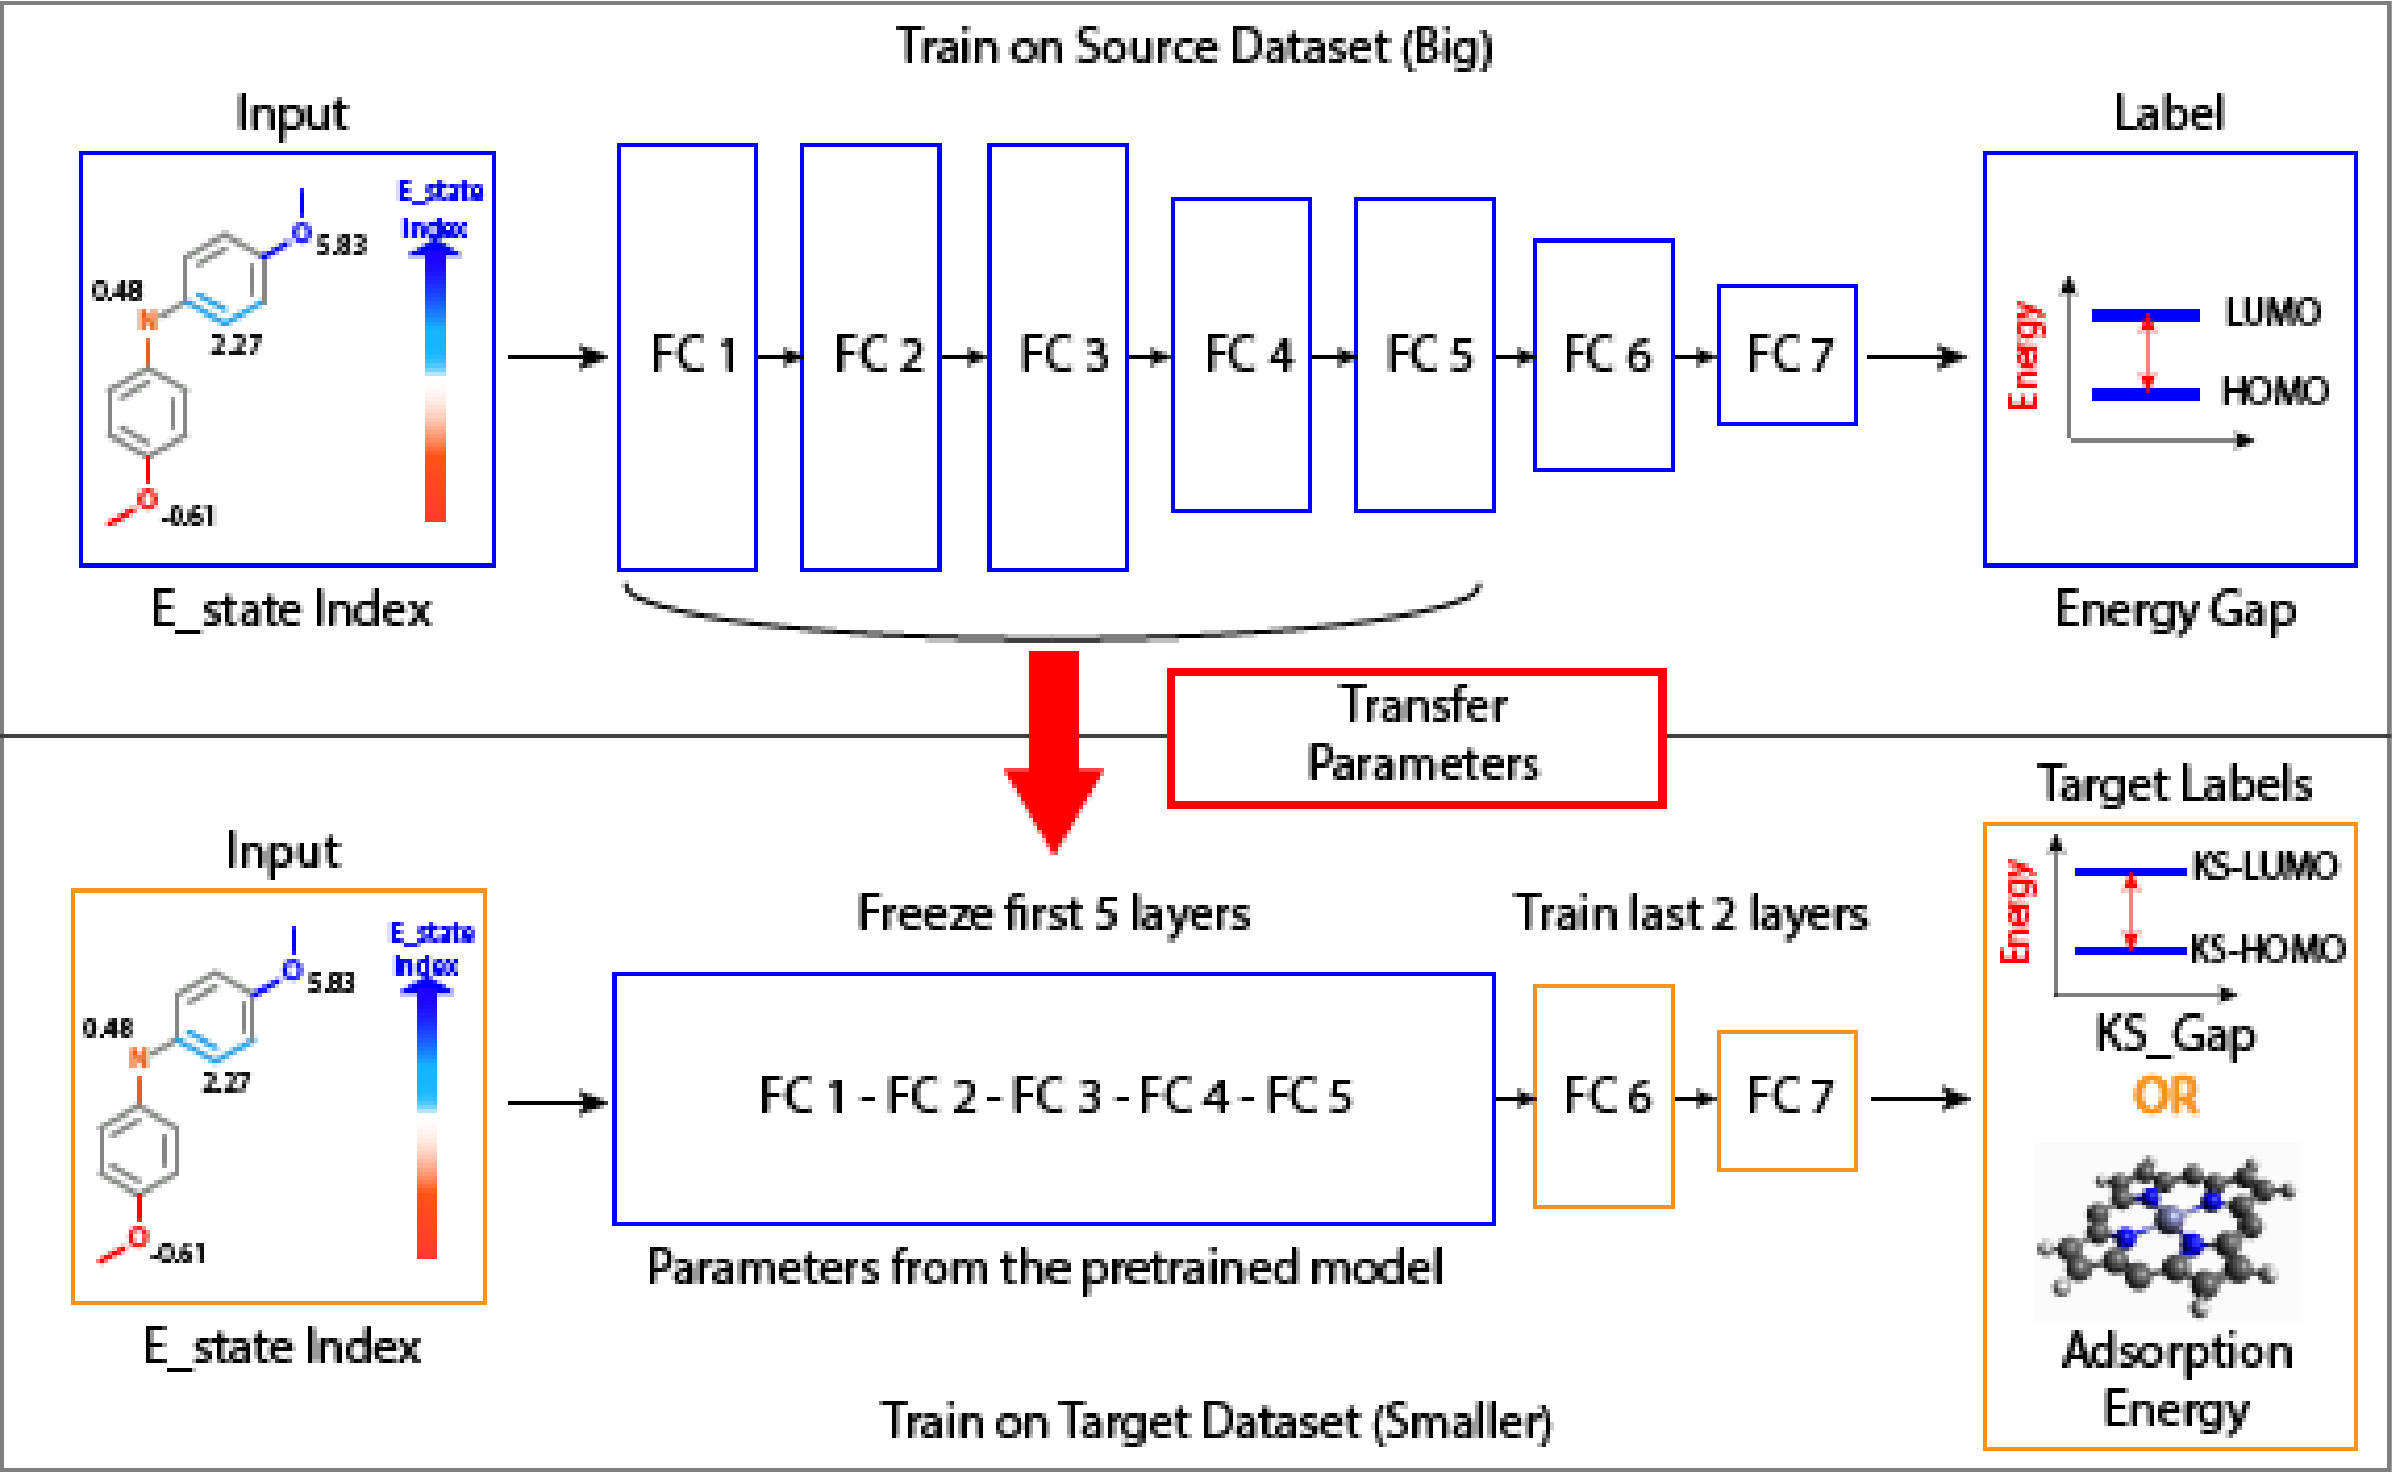 Train on Source Dataset (Big)
Input
Label
E_state
Index
O
5.83
0.48
N
2.27
O
-0.61
E_state Index
FC 1
FC 2
FC 3
FC 4
FC 5
FC 6
FC 7
Energy
LUMO
HOMO
Energy Gap
Transfer
Parameters
Input
E_state
Index
O
5.83
0.48
N
2.27
O
-0.61
E_state Index
Freeze first 5 layers
Train last 2 layers
FC 1 - FC 2 - FC 3 - FC 4 - FC 5
FC 6
FC 7
Parameters from the pretrained model
Target Labels
Energy
KS-LUMO
KS-HOMO
KS_Gap
OR
Adsorption
Energy
Train on Target Dataset (Smaller)